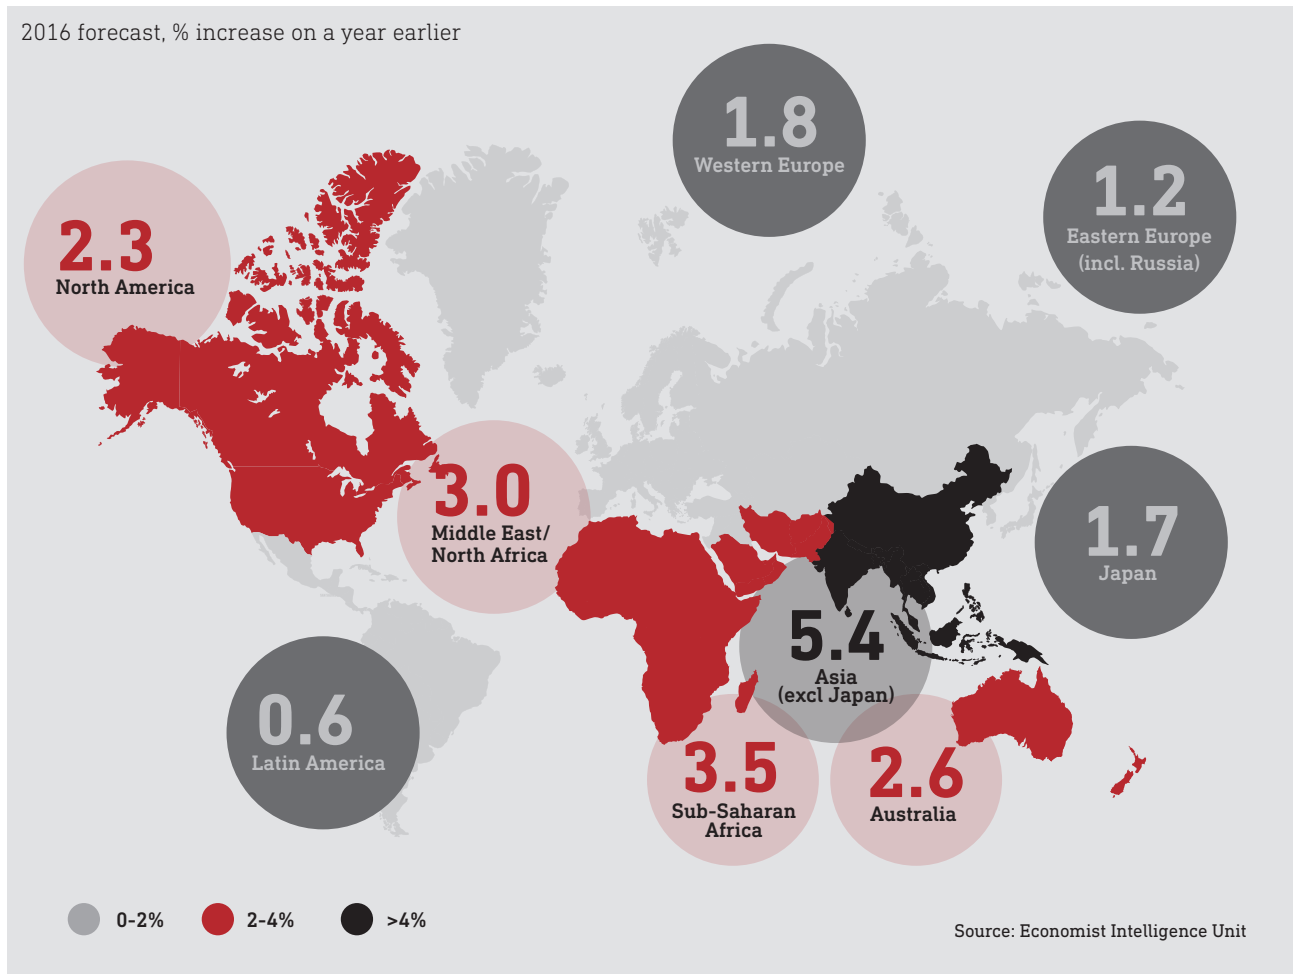 2016 forecast, % increase on a year earlier
1.8
Western Europe
1.2
Eastern Europe
(incl. Russia)
2.3
North America
3.0
Middle East/
North Africa
1.7
Japan
5.4
Asia
(excl Japan)
0.6
Latin America
3.5
Sub-Saharan
Africa
2.6
Australia
0-2%
2-4%
>4%
Source: Economist Intelligence Unit